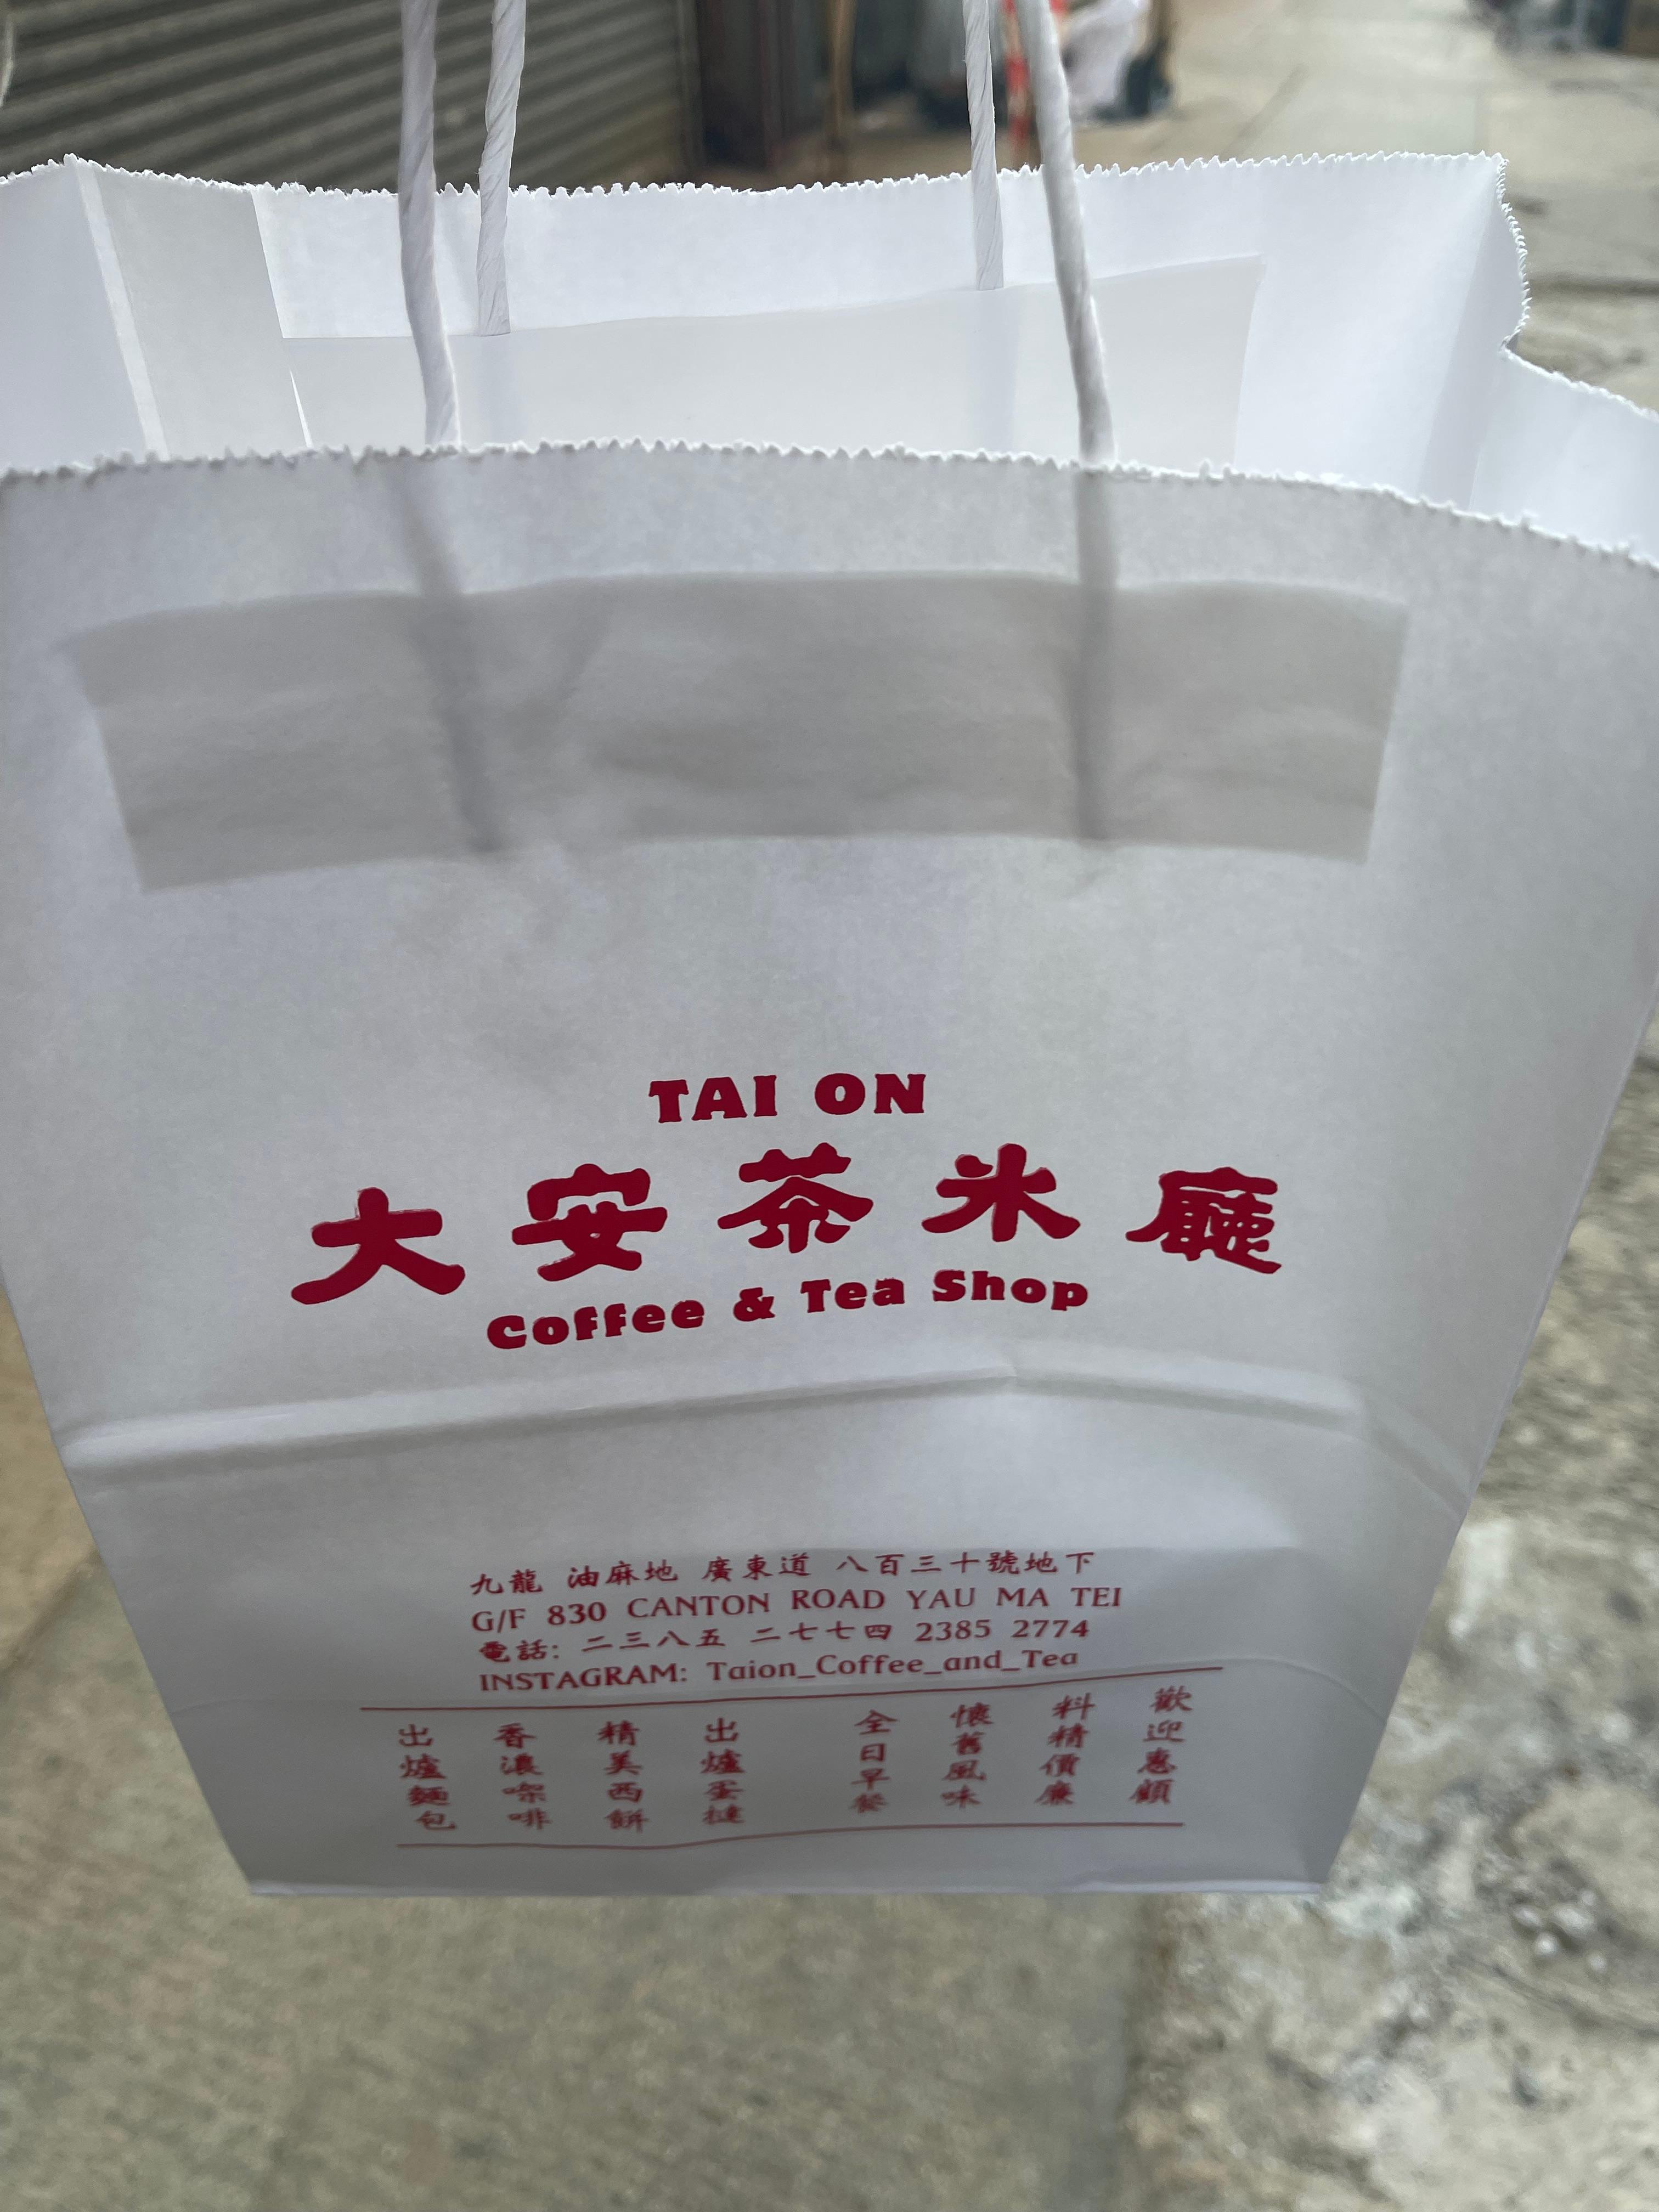 TAI ON
大安茶氷廳
Coffee & Tea Shop
九龍 油麻地 廣東道 八百三十號地下
G/F 830 CANTON ROAD YAU MA TEI
電話: 二三八五 二七七四 2385 2774
INSTAGRAM: Taion_Coffee_and_Tea
歡迎惠顧
料精價廉
懷舊風味
全日早餐
出爐蛋撻
精美西餅
香濃㗎啡
出爐麵包